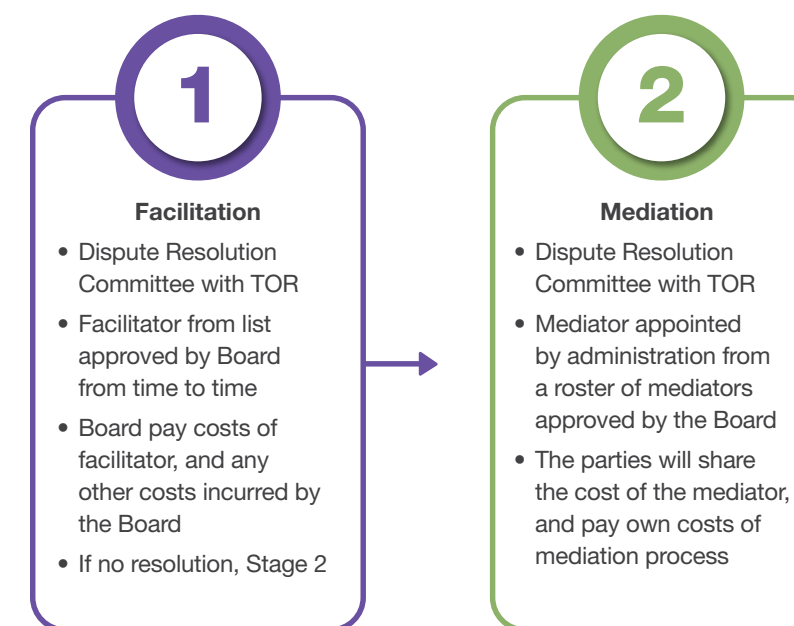 1
Facilitation
• Dispute Resolution
Committee with TOR
• Facilitator from list
approved by Board
from time to time
• Board pay costs of
facilitator, and any
other costs incurred by
the Board
• If no resolution, Stage 2
2
Mediation
• Dispute Resolution
Committee with TOR
• Mediator appointed
by administration from
a roster of mediators
approved by the Board
• The parties will share
the cost of the mediator,
and pay own costs of
mediation process